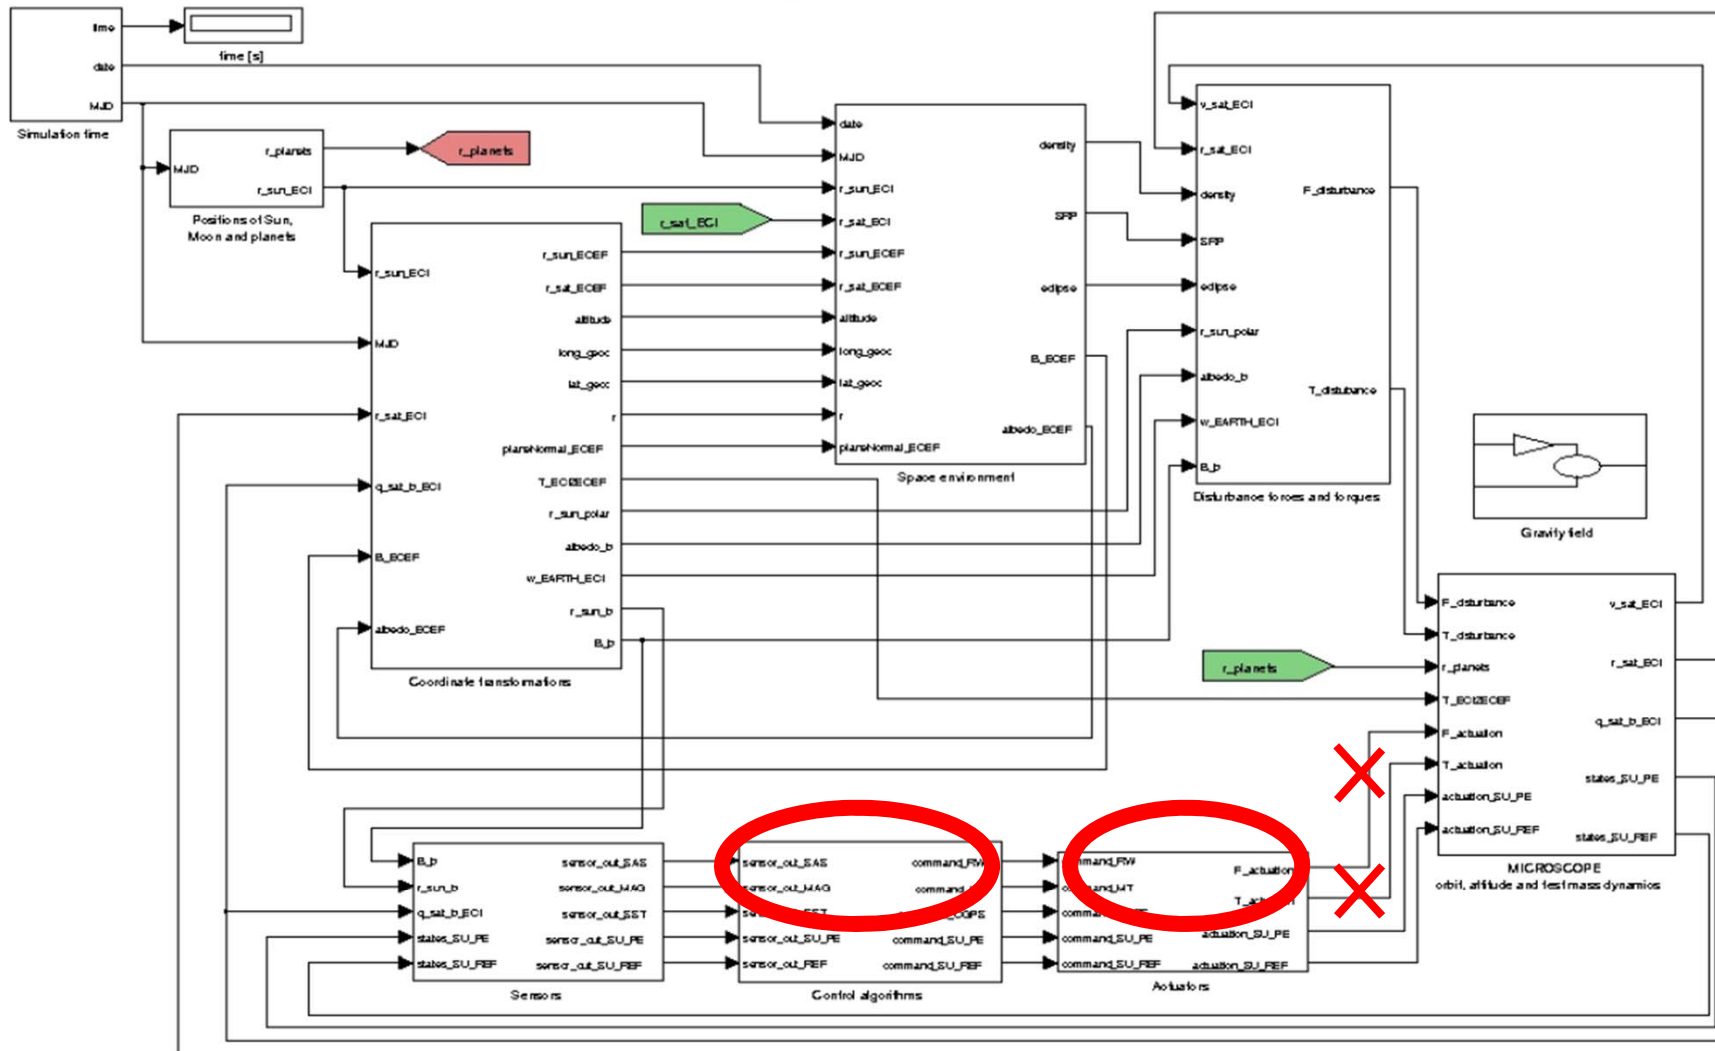 time
date
MJD
Simulation time
time [s]
MJD
r_planets
r_sun_ECI
Positions of Sun,
Moon and planets
r_planets
r_sat_ECI
r_sun_ECI
MJD
r_sat_ECI
q_sat_b_ECI
B_ECEF
albedo_ECEF
r_sun_ECEF
r_sat_ECEF
altitude
long_geoc
lat_geoc
r
planeNormal_ECEF
T_ECI2ECEF
r_sun_polar
albedo_b
w_EARTH_ECI
r_sun_b
B_b
Coordinate transformations
date
MJD
r_sun_ECI
r_sat_ECI
r_sun_ECEF
r_sat_ECEF
altitude
long_geoc
lat_geoc
r
planeNormal_ECEF
density
SRP
eclipse
B_ECEF
albedo_ECEF
Space environment
v_sat_ECI
r_sat_ECI
density
SRP
eclipse
r_sun_polar
albedo_b
w_EARTH_ECI
B_b
F_disturbance
T_disturbance
Disturbance forces and torques
Gravity field
r_planets
F_disturbance
T_disturbance
r_planets
T_ECI2ECEF
F_actuation
T_actuation
actuation_SU_PE
actuation_SU_REF
v_sat_ECI
r_sat_ECI
q_sat_b_ECI
states_SU_PE
states_SU_REF
MICROSCOPE
orbit, attitude and test mass dynamics
B_b
r_sun_b
q_sat_b_ECI
states_SU_PE
states_SU_REF
sensor_out_SAS
sensor_out_MAG
sensor_out_SST
sensor_out_SU_PE
sensor_out_SU_REF
Sensors
sensor_out_SAS
sensor_out_MAG
sensor_out_SU_PE
sensor_out_REF
command_RW
command_SU_PE
command_SU_REF
Control algorithms
command_MT
command_SU_PE
command_SU_REF
F_actuation
actuation_SU_PE
actuation_SU_REF
Actuators